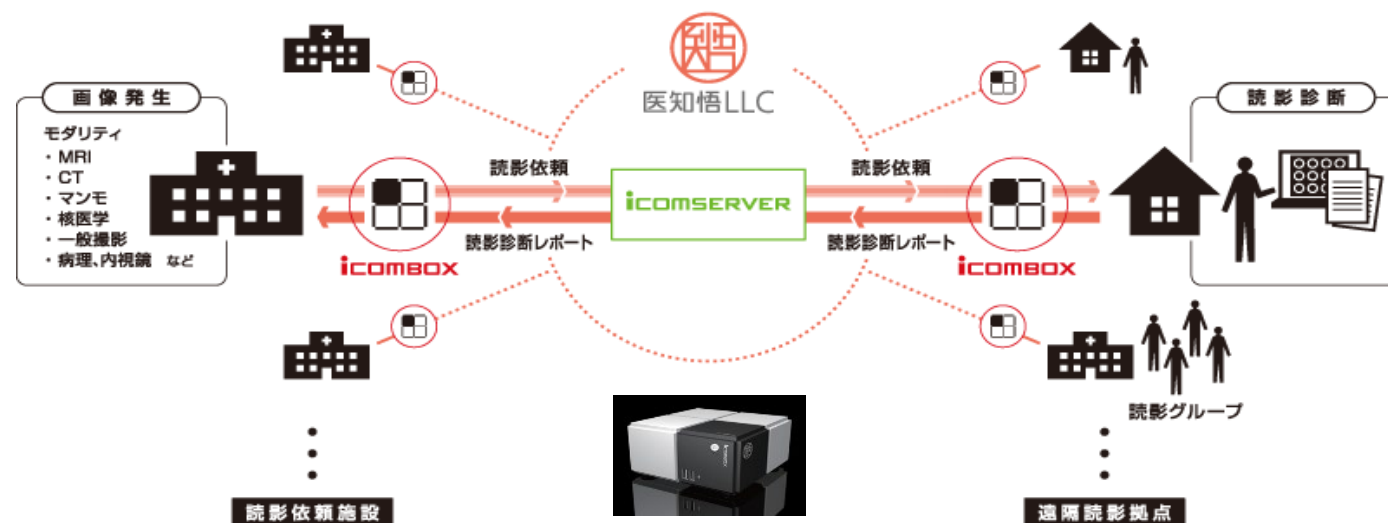 医知悟LLC
画像発生
モダリティ
・MRI
・CT
・マンモ
・核医学
・一般撮影
・病理、内視鏡 など
icomBOX
読影依頼
読影診断レポート
icomSERVER
読影依頼
読影診断レポート
icomBOX
読影診断
読影グループ
読影依頼施設
遠隔読影拠点